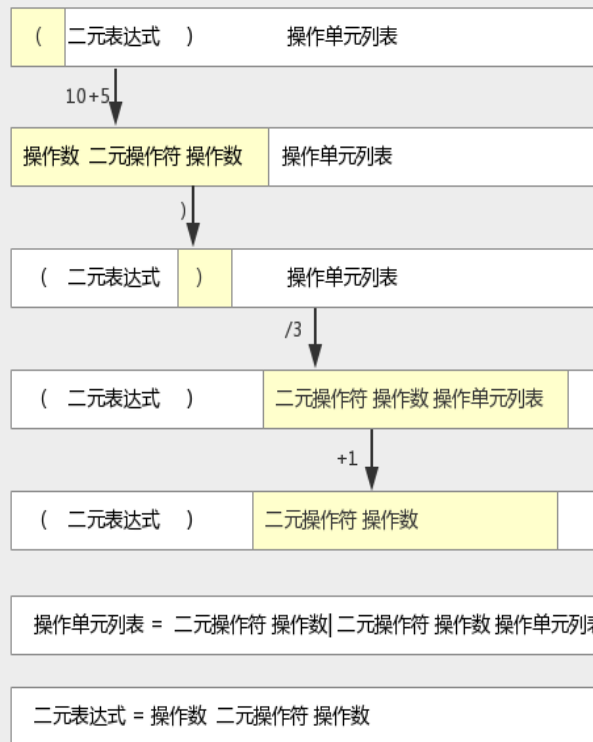 ( 二元表达式 ) 操作单元列表
10+5
操作数 二元操作符 操作数 操作单元列表
)
( 二元表达式 ) 操作单元列表
/3
( 二元表达式 ) 二元操作符 操作数 操作单元列表
+1
( 二元表达式 ) 二元操作符 操作数
操作单元列表 = 二元操作符 操作数| 二元操作符 操作数 操作单元列表
二元表达式 = 操作数 二元操作符 操作数